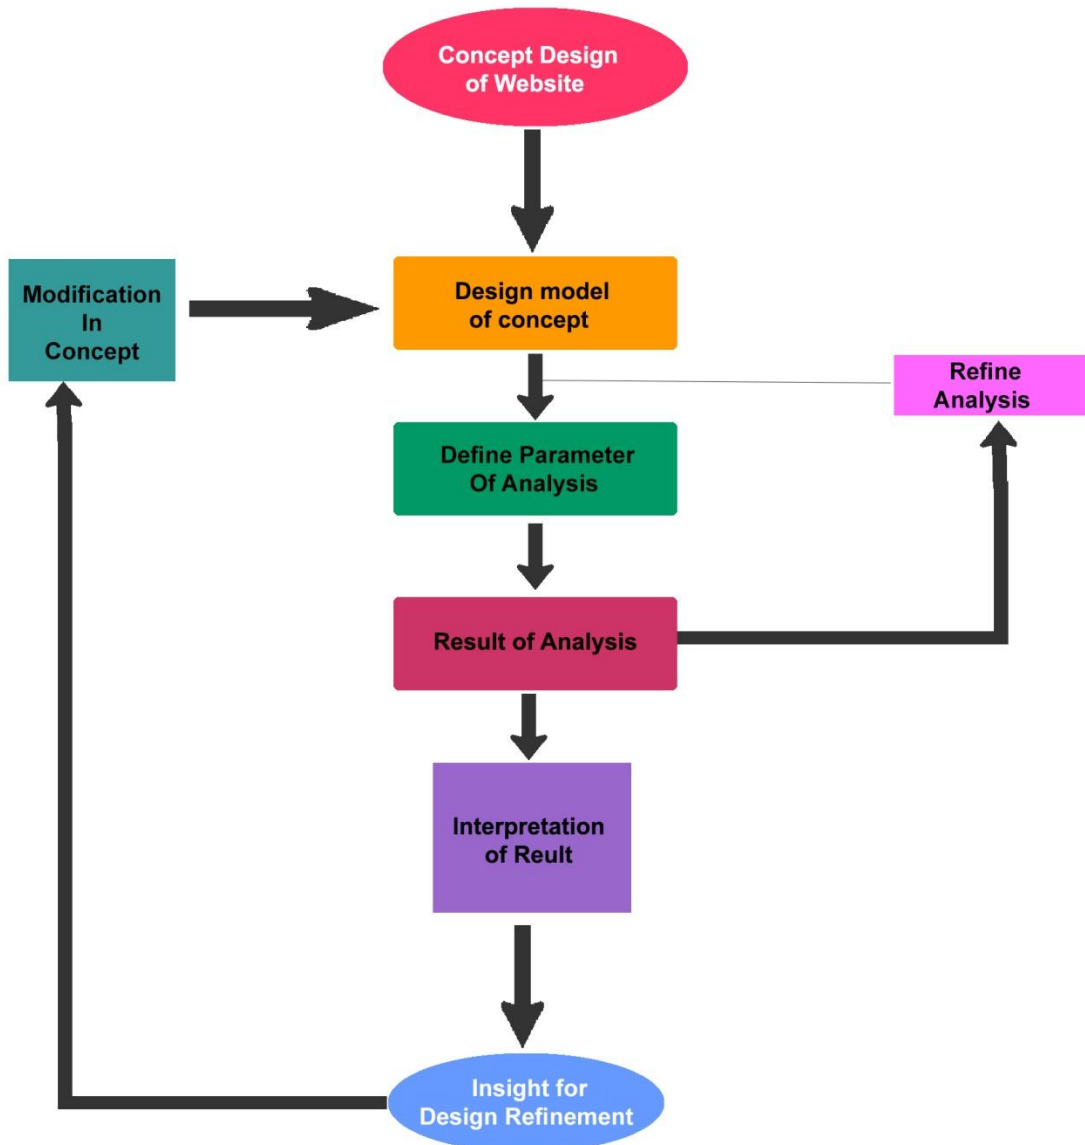 Concept Design
of Website
Modification
In
Concept
Design model
of concept
Refine
Analysis
Define Parameter
Of Analysis
Result of Analysis
Interpretation
of Reult
Insight for
Design Refinement